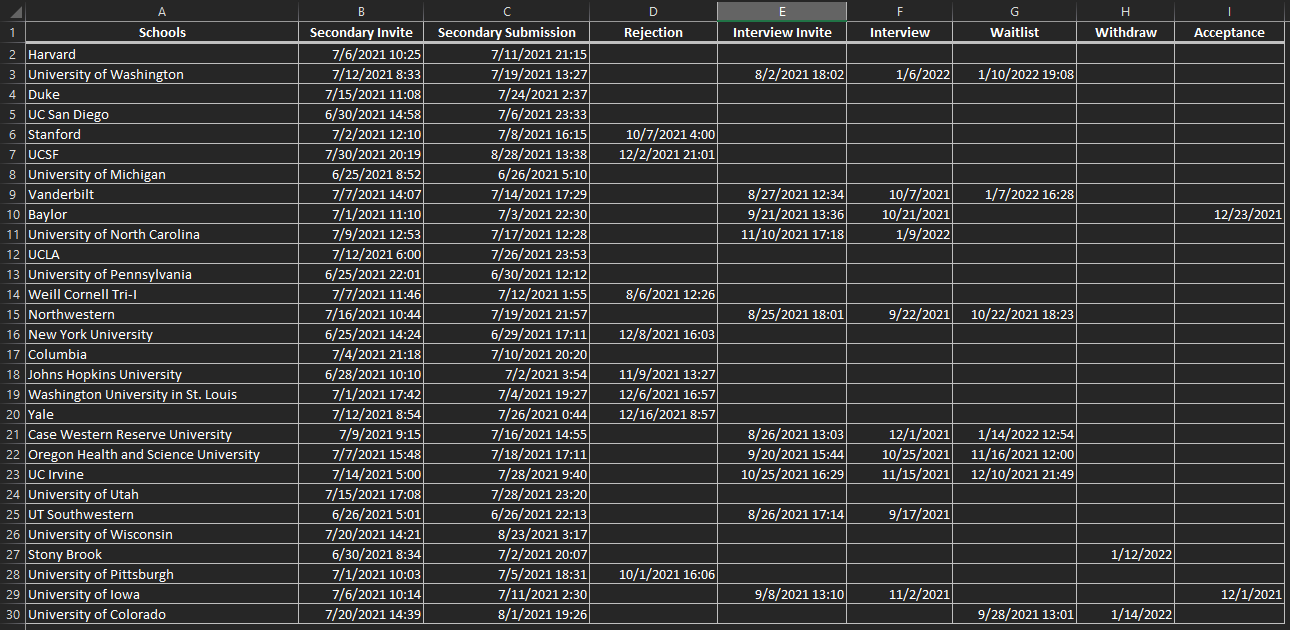 A B C D E F G H I
1 Schools Secondary Invite Secondary Submission Rejection Interview Invite Interview Waitlist Withdraw Acceptance
2 Harvard 7/6/2021 10:25 7/11/2021 21:15
3 University of Washington 7/12/2021 8:33 7/19/2021 13:27 8/2/2021 18:02 1/6/2022 1/10/2022 19:08
4 Duke 7/15/2021 11:08 7/24/2021 2:37
5 UC San Diego 6/30/2021 14:58 7/6/2021 23:33
6 Stanford 7/2/2021 12:10 7/8/2021 16:15 10/7/2021 4:00
7 UCSF 7/30/2021 20:19 8/28/2021 13:38 12/2/2021 21:01
8 University of Michigan 6/25/2021 8:52 6/26/2021 5:10
9 Vanderbilt 7/7/2021 14:07 7/14/2021 17:29 8/27/2021 12:34 10/7/2021 1/7/2022 16:28
10 Baylor 7/1/2021 11:10 7/3/2021 22:30 9/21/2021 13:36 10/21/2021 12/23/2021
11 University of North Carolina 7/9/2021 12:53 7/17/2021 12:28 11/10/2021 17:18 1/9/2022
12 UCLA 7/12/2021 6:00 7/26/2021 23:53
13 University of Pennsylvania 6/25/2021 22:01 6/30/2021 12:12
14 Weill Cornell Tri-I 7/7/2021 11:46 7/12/2021 1:55 8/6/2021 12:26
15 Northwestern 7/16/2021 10:44 7/19/2021 21:57 8/25/2021 18:01 9/22/2021 10/22/2021 18:23
16 New York University 6/25/2021 14:24 6/29/2021 17:11 12/8/2021 16:03
17 Columbia 7/4/2021 21:18 7/10/2021 20:20
18 Johns Hopkins University 6/28/2021 10:10 7/2/2021 3:54 11/9/2021 13:27
19 Washington University in St. Louis 7/1/2021 17:42 7/4/2021 19:27 12/6/2021 16:57
20 Yale 7/12/2021 8:54 7/26/2021 0:44 12/16/2021 8:57
21 Case Western Reserve University 7/9/2021 9:15 7/16/2021 14:55 8/26/2021 13:03 12/1/2021 1/14/2022 12:54
22 Oregon Health and Science University 7/7/2021 15:48 7/18/2021 17:11 9/20/2021 15:44 10/25/2021 11/16/2021 12:00
23 UC Irvine 7/14/2021 5:00 7/28/2021 9:40 10/25/2021 16:29 11/15/2021 12/10/2021 21:49
24 University of Utah 7/15/2021 17:08 7/28/2021 23:20
25 UT Southwestern 6/26/2021 5:01 6/26/2021 22:13 8/26/2021 17:14 9/17/2021
26 University of Wisconsin 7/20/2021 14:21 8/23/2021 3:17
27 Stony Brook 6/30/2021 8:34 7/2/2021 20:07 1/12/2022
28 University of Pittsburgh 7/1/2021 10:03 7/5/2021 18:31 10/1/2021 16:06
29 University of Iowa 7/6/2021 10:14 7/11/2021 2:30 9/8/2021 13:10 11/2/2021 12/1/2021
30 University of Colorado 7/20/2021 14:39 8/1/2021 19:26 9/28/2021 13:01 1/14/2022